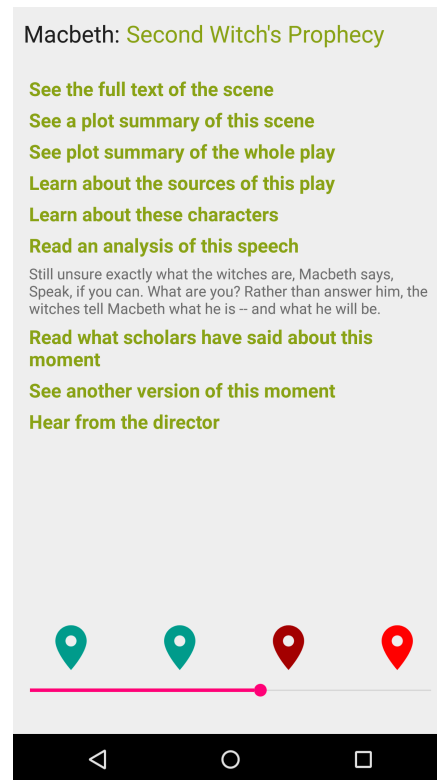 Macbeth: Second Witch's Prophecy
See the full text of the scene
See a plot summary of this scene
See plot summary of the whole play
Learn about the sources of this play
Learn about these characters
Read an analysis of this speech
Still unsure exactly what the witches are, Macbeth says,
Speak, if you can. What are you? Rather than answer him, the
witches tell Macbeth what he is -- and what he will be.
Read what scholars have said about this
moment
See another version of this moment
Hear from the director